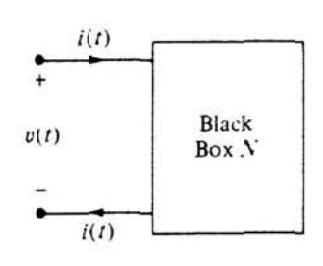 i(t)
+
v(t)
Black
Box N
−
i(t)